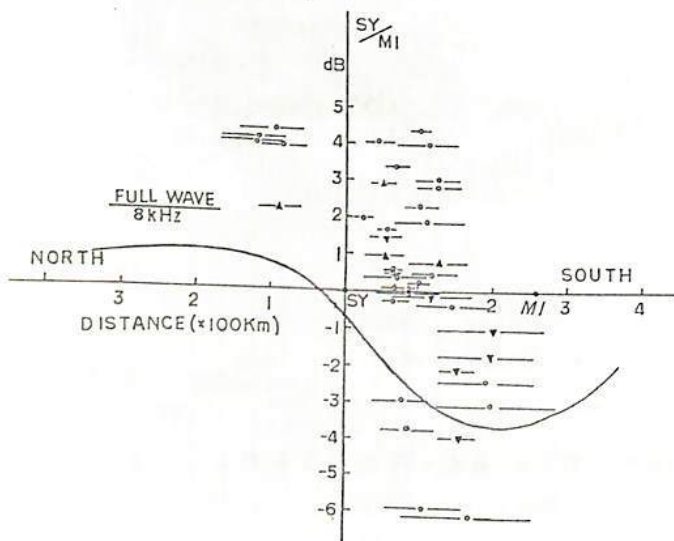 SY/MI
dB
5
4
3
2
1
FULL WAVE
8kHz
NORTH
SOUTH
3 2 1 SY 2 MI 3 4
DISTANCE(×100Km)
-1
-2
-3
-4
-5
-6